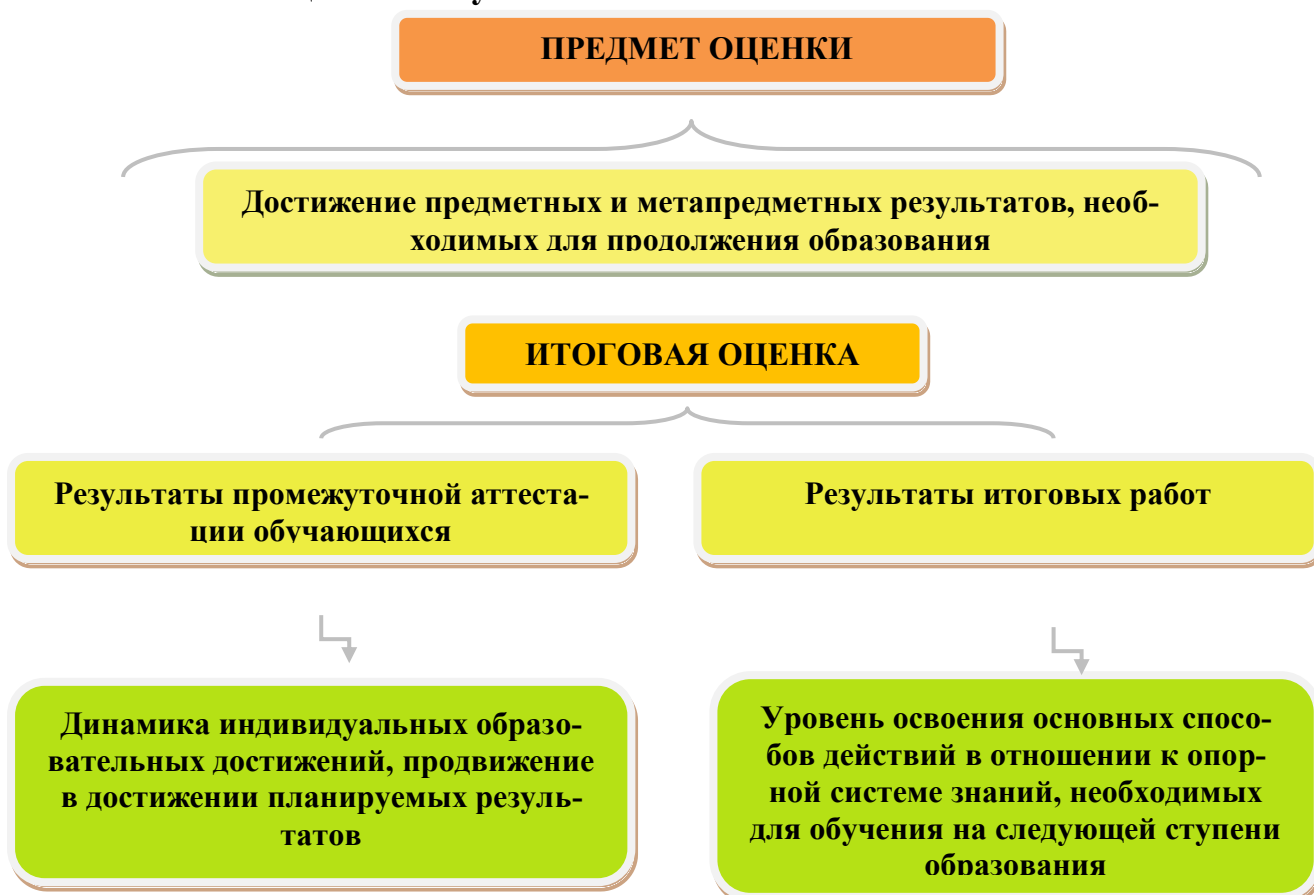 ПРЕДМЕТ ОЦЕНКИ
Достижение предметных и метапредметных результатов, необ-
ходимых для продолжения образования
ИТОГОВАЯ ОЦЕНКА
Результаты промежуточной аттеста-
ции обучающихся
Результаты итоговых работ
Динамика индивидуальных образо-
вательных достижений, продвижение
в достижении планируемых резуль-
татов
Уровень освоения основных спосо-
бов действий в отношении к опор-
ной системе знаний, необходимых
для обучения на следующей ступени
образования